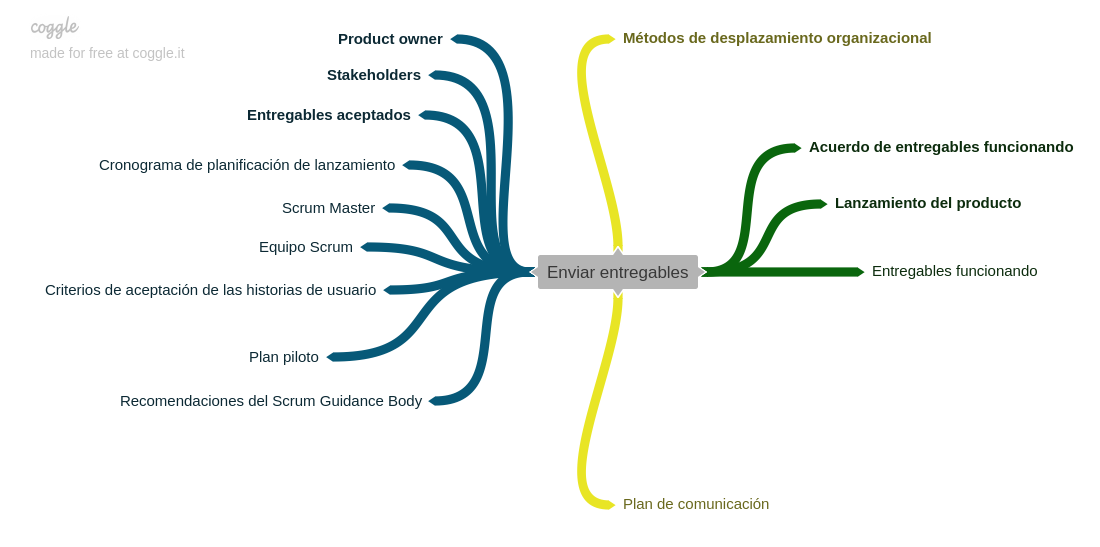 coggle
made for free at coggle.it
Product owner
Stakeholders
Entregables aceptados
Cronograma de planificación de lanzamiento
Scrum Master
Equipo Scrum
Criterios de aceptación de las historias de usuario
Plan piloto
Recomendaciones del Scrum Guidance Body
Enviar entregables
Métodos de desplazamiento organizacional
Acuerdo de entregables funcionando
Lanzamiento del producto
Entregables funcionando
Plan de comunicación